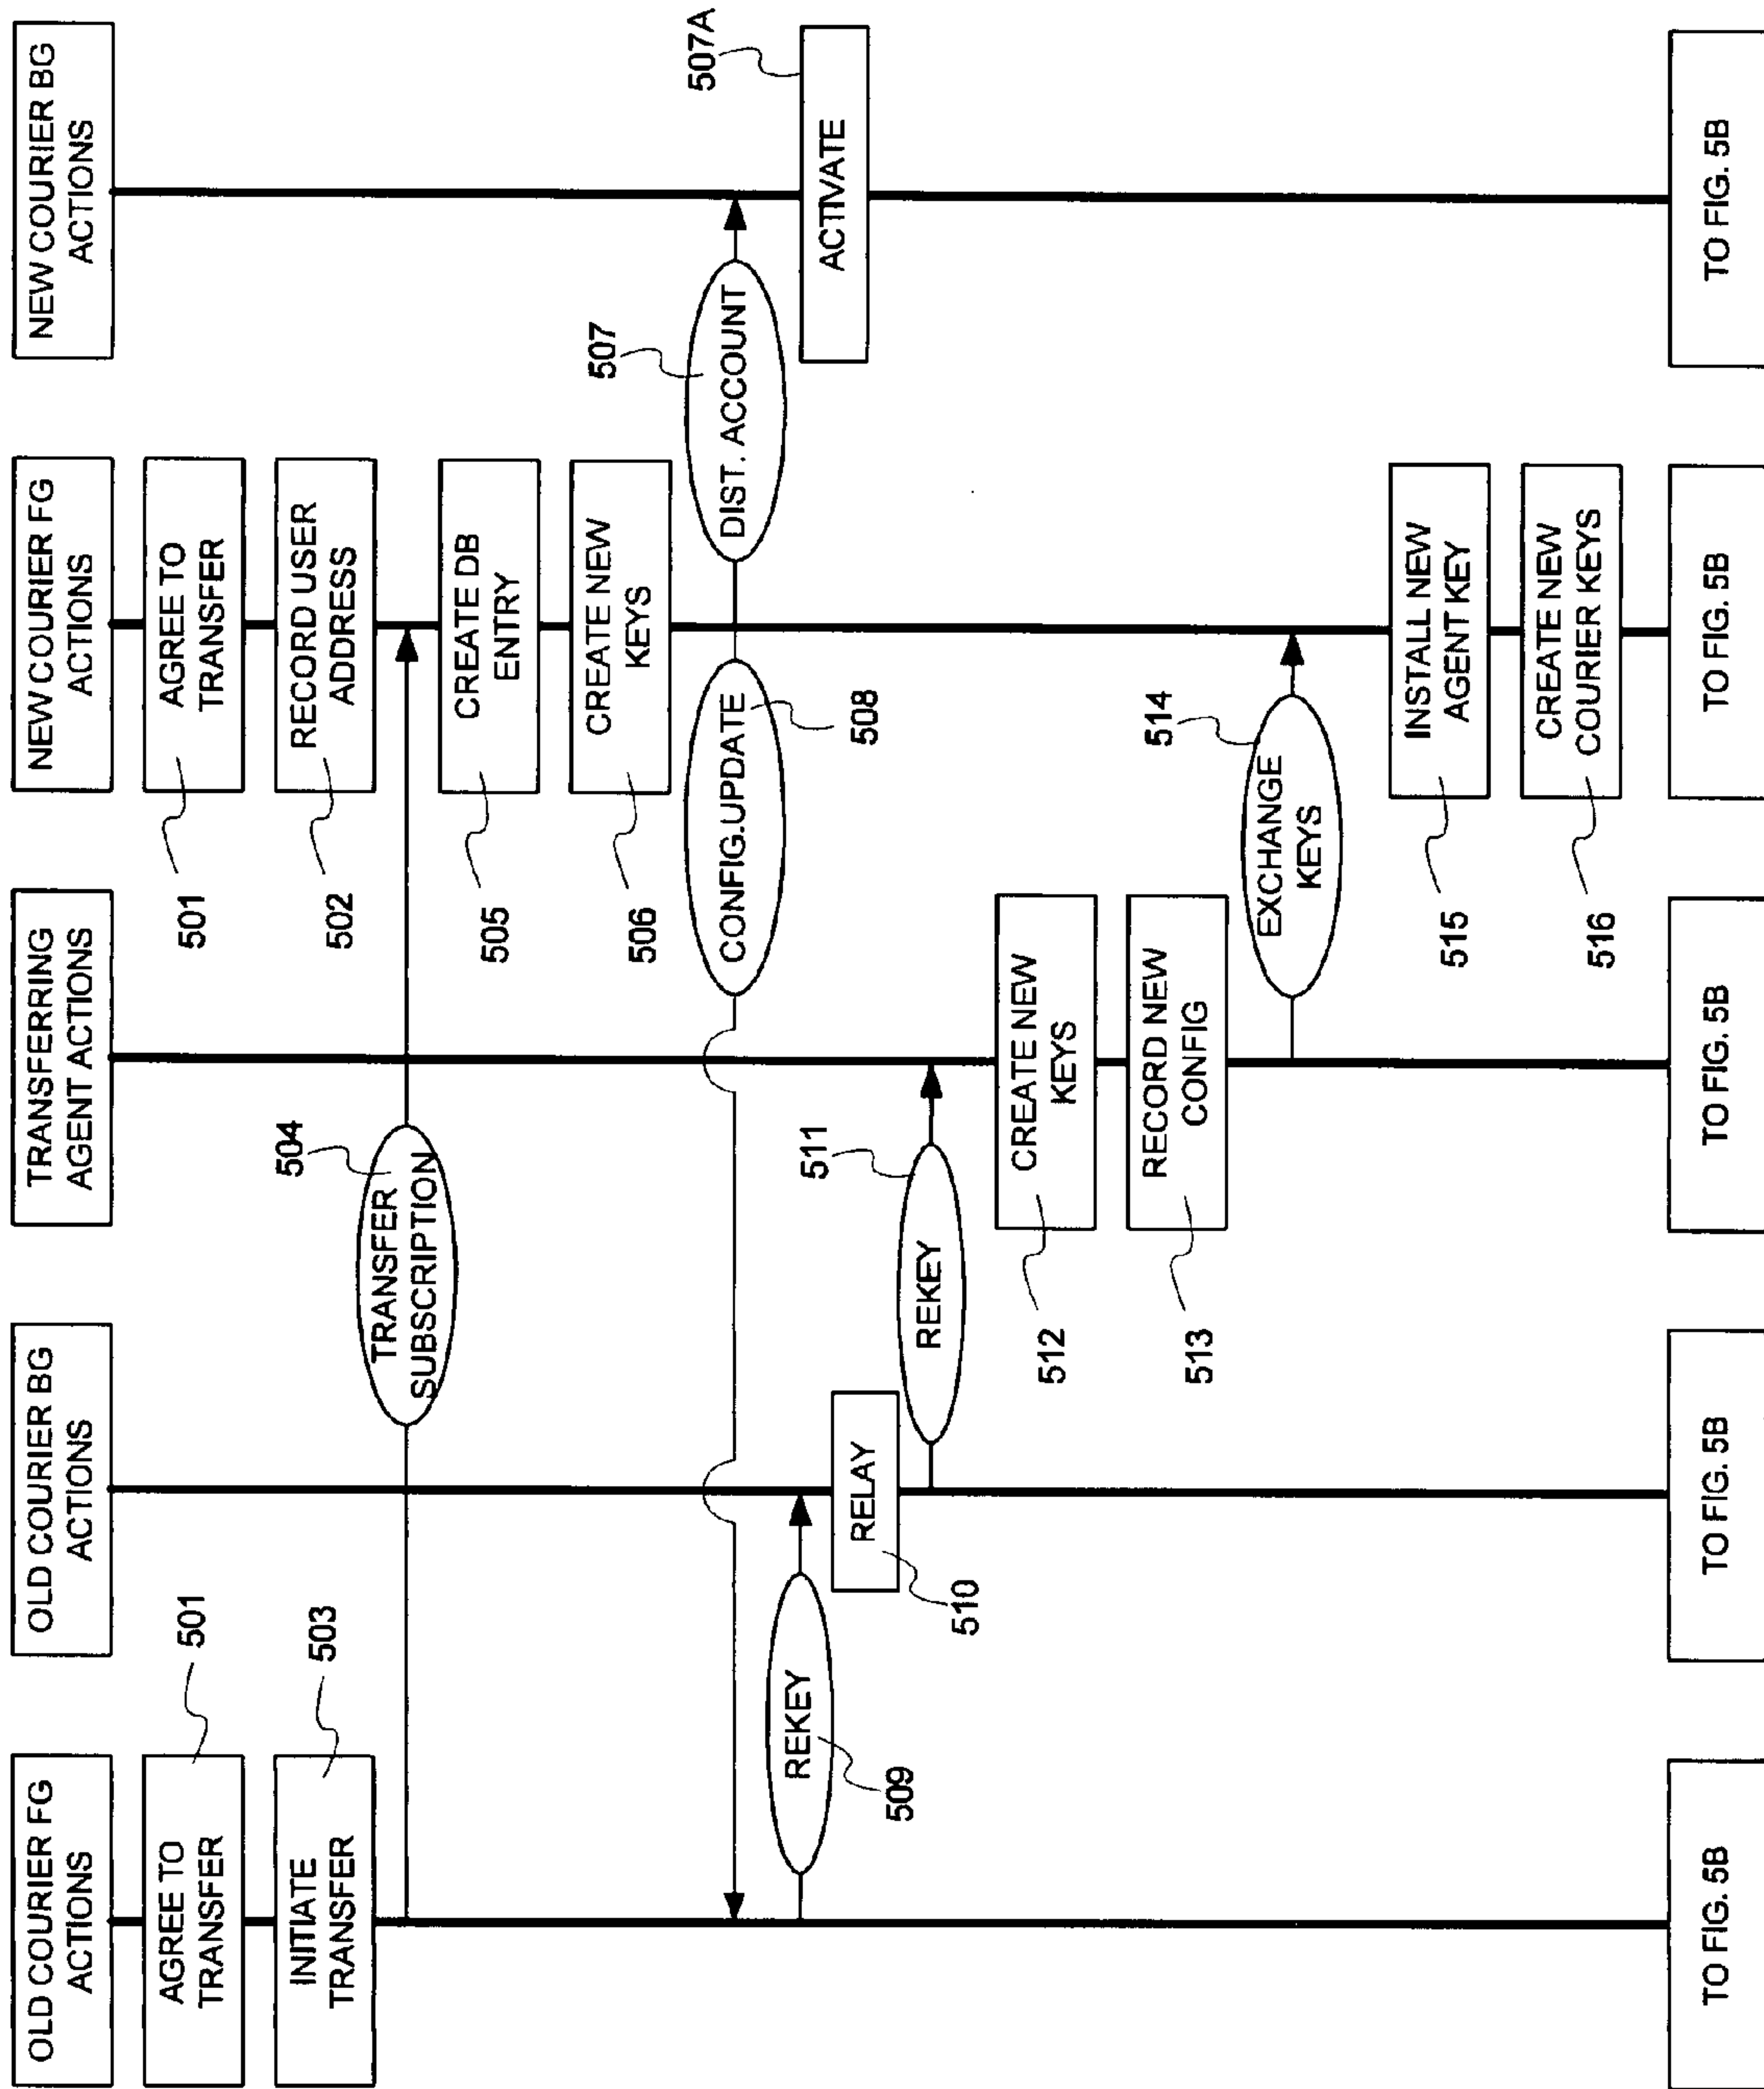 OLD COURIER FG
ACTIONS
OLD COURIER BG
ACTIONS
TRANSFERRING
AGENT ACTIONS
NEW COURIER FG
ACTIONS
NEW COURIER BG
ACTIONS
AGREE TO
TRANSFER
501
AGREE TO
TRANSFER
501
INITIATE
TRANSFER
503
RECORD USER
ADDRESS
502
TRANSFER
SUBSCRIPTION
504
CREATE DB
ENTRY
505
CREATE NEW
KEYS
506
CONFIG.UPDATE
508
DIST. ACCOUNT
507
REKEY
509
ACTIVATE
507A
RELAY
510
REKEY
511
CREATE NEW
KEYS
512
RECORD NEW
CONFIG
513
EXCHANGE
KEYS
514
INSTALL NEW
AGENT KEY
515
CREATE NEW
COURIER KEYS
516
TO FIG. 5B
TO FIG. 5B
TO FIG. 5B
TO FIG. 5B
TO FIG. 5B